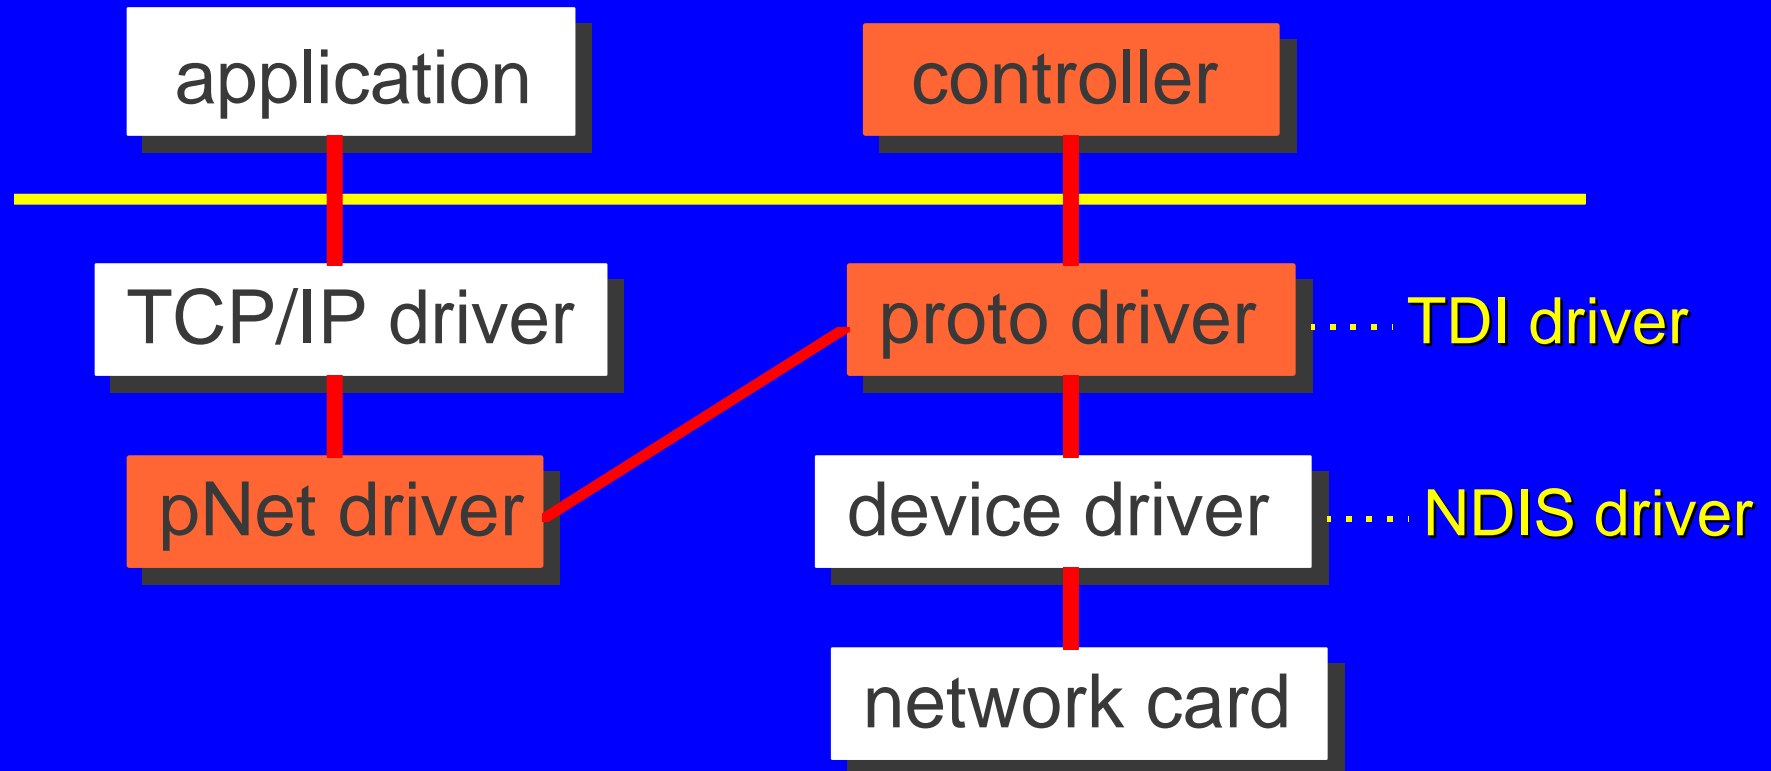 application
controller
TCP/IP driver
proto driver
TDI driver
pNet driver
device driver
NDIS driver
network card